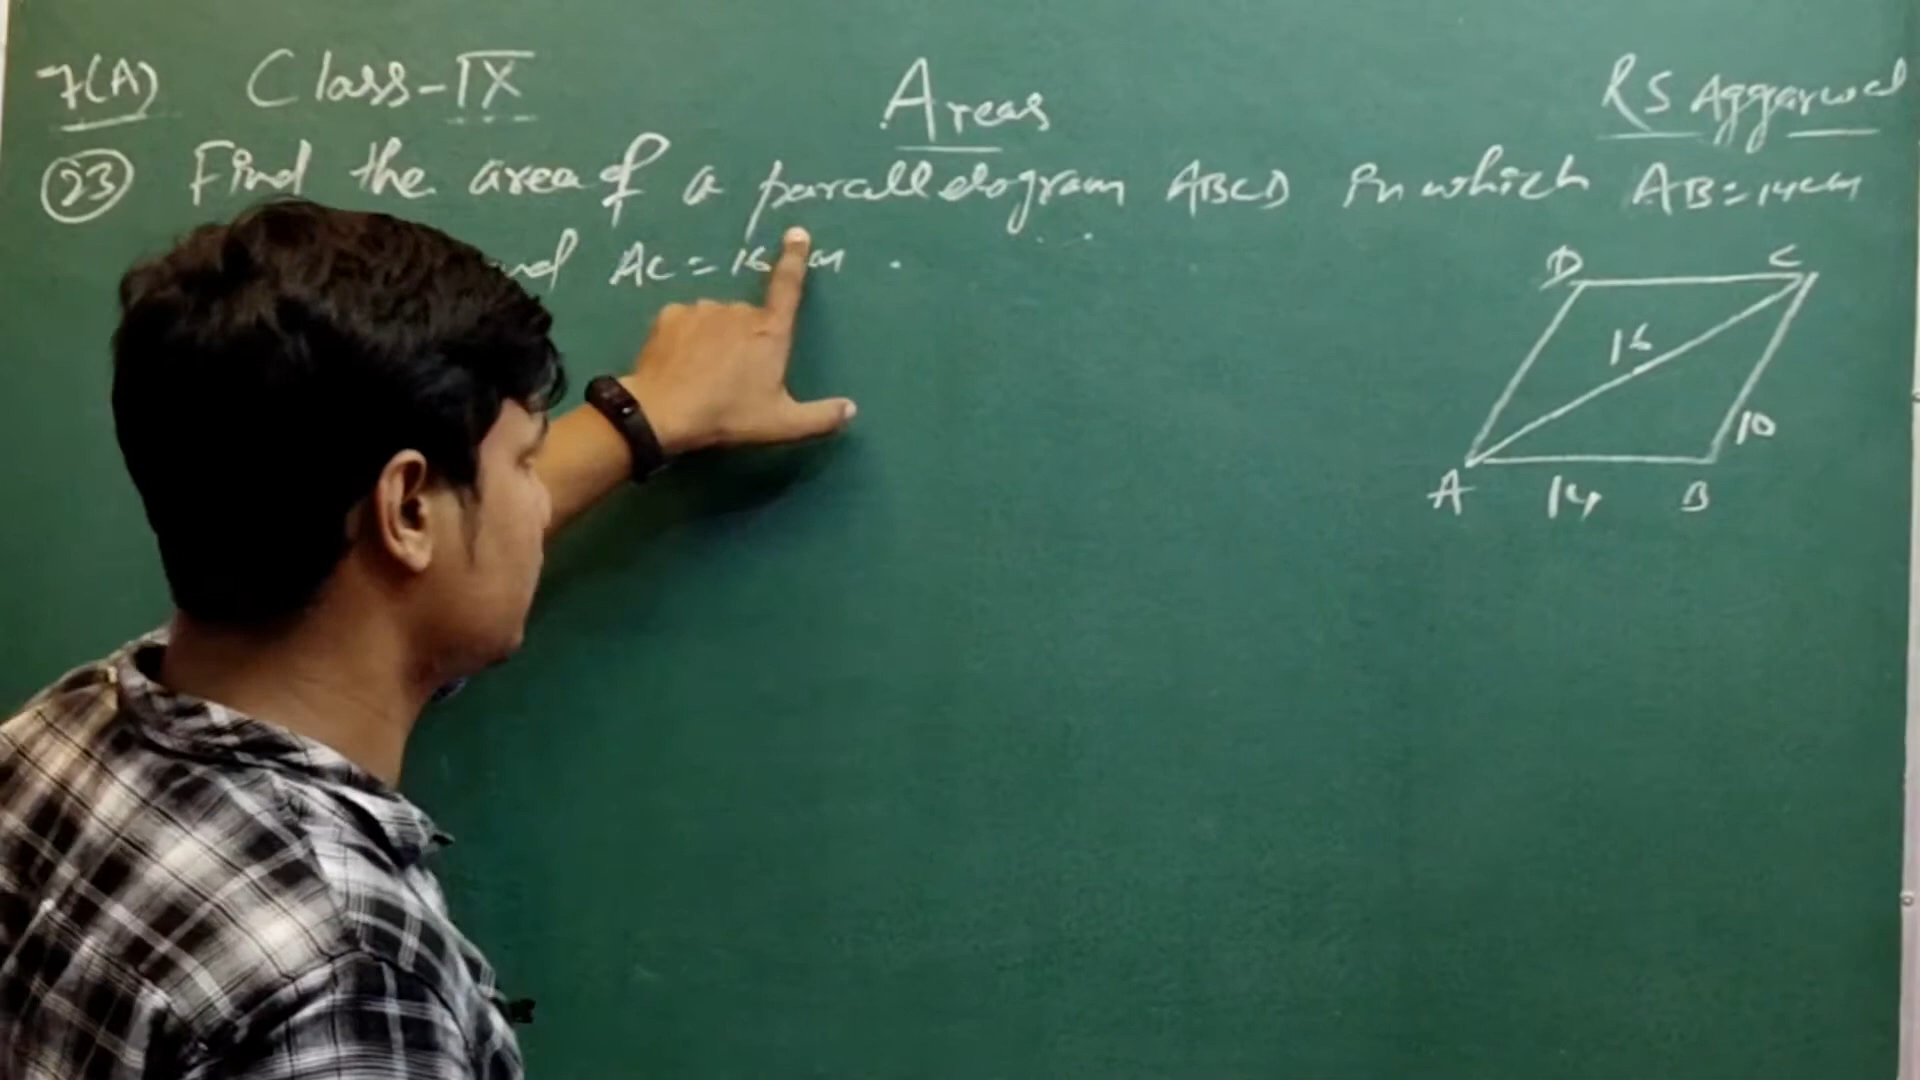 7(A) Class-IX Areas RS Aggarwal
23 Find the area of a parallelogram ABCD in which AB=14cm
and AC=16 cm.
D C
16
10
A 14 B